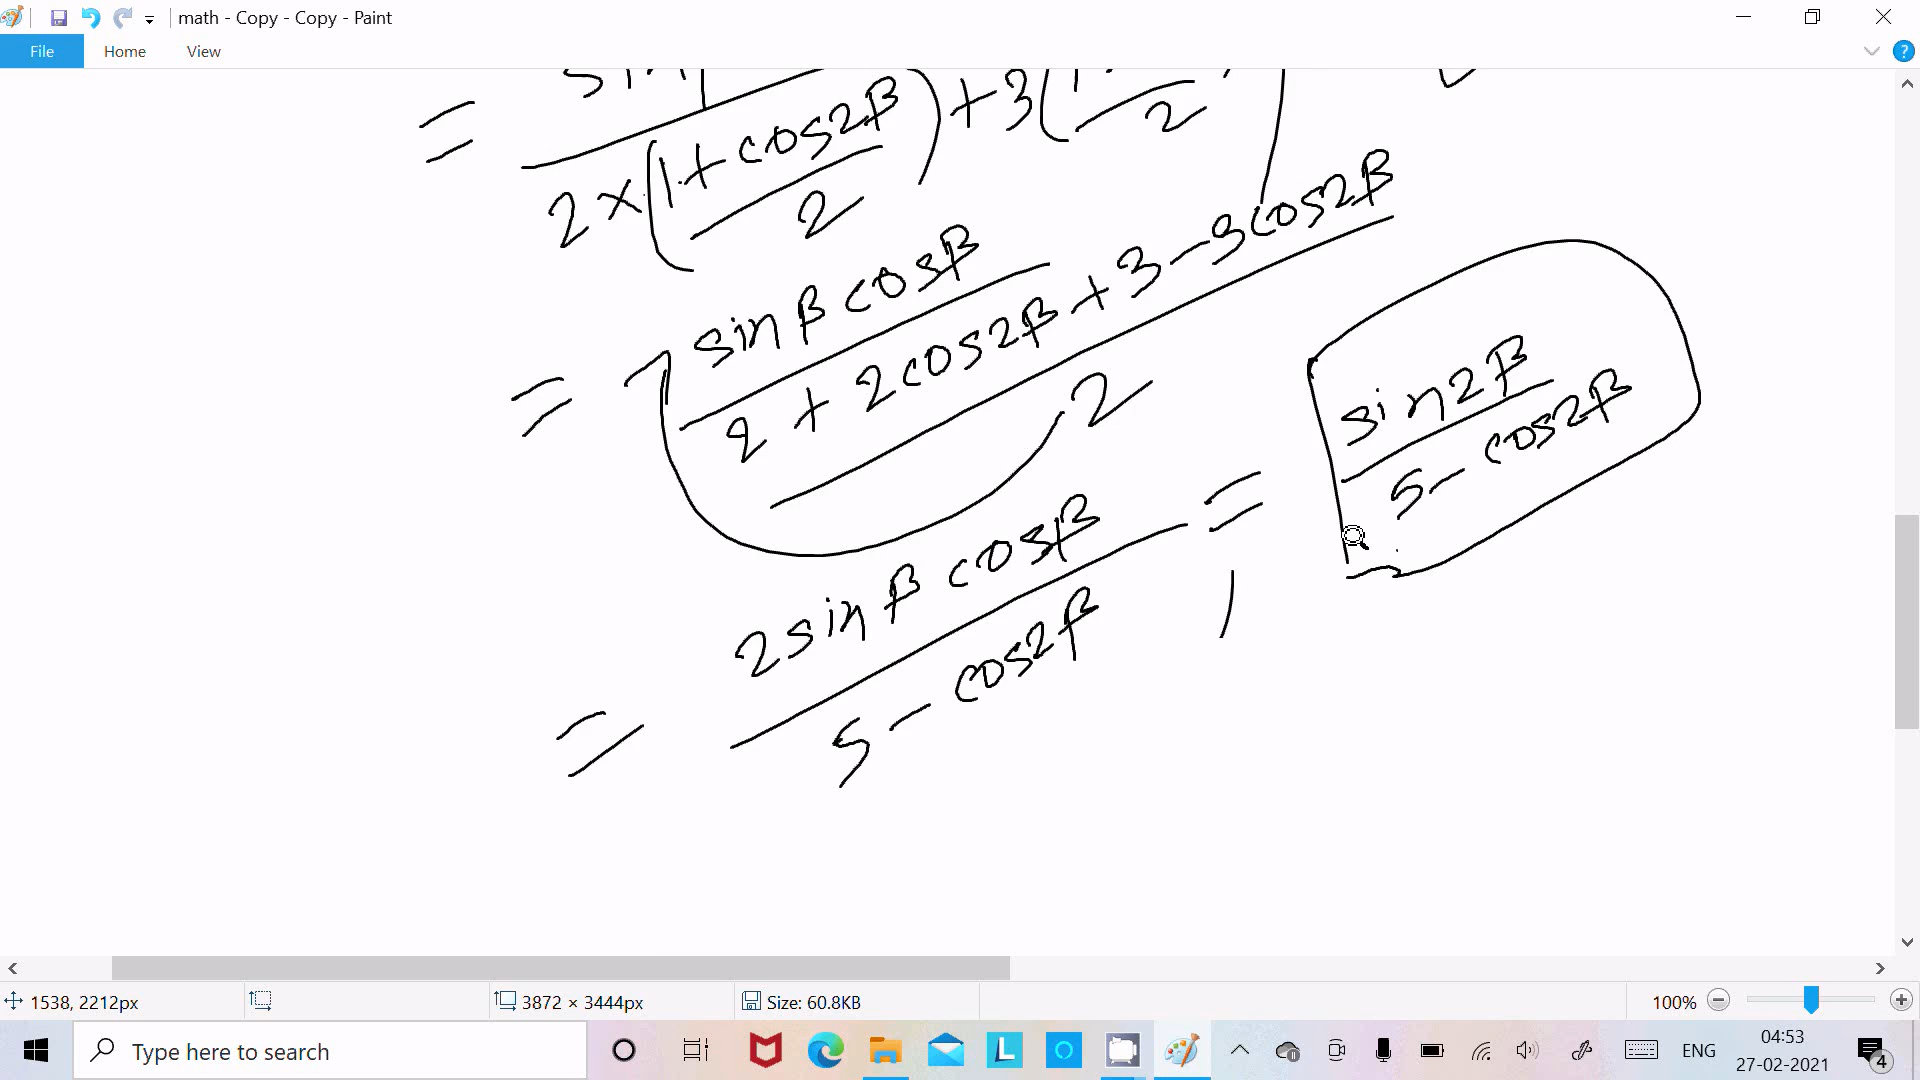 math - Copy - Copy - Paint
File Home View
= / 2×(1+cos2β/2)+3( /2
= sinβ cosβ / 2+2cos2β+3-3cos2β / 2
= 2sinβ cosβ / 5-cos2β = sin2β / 5-cos2β
1538, 2212px
3872 × 3444px
Size: 60.8KB
100%
Type here to search
ENG
04:53
27-02-2021
4